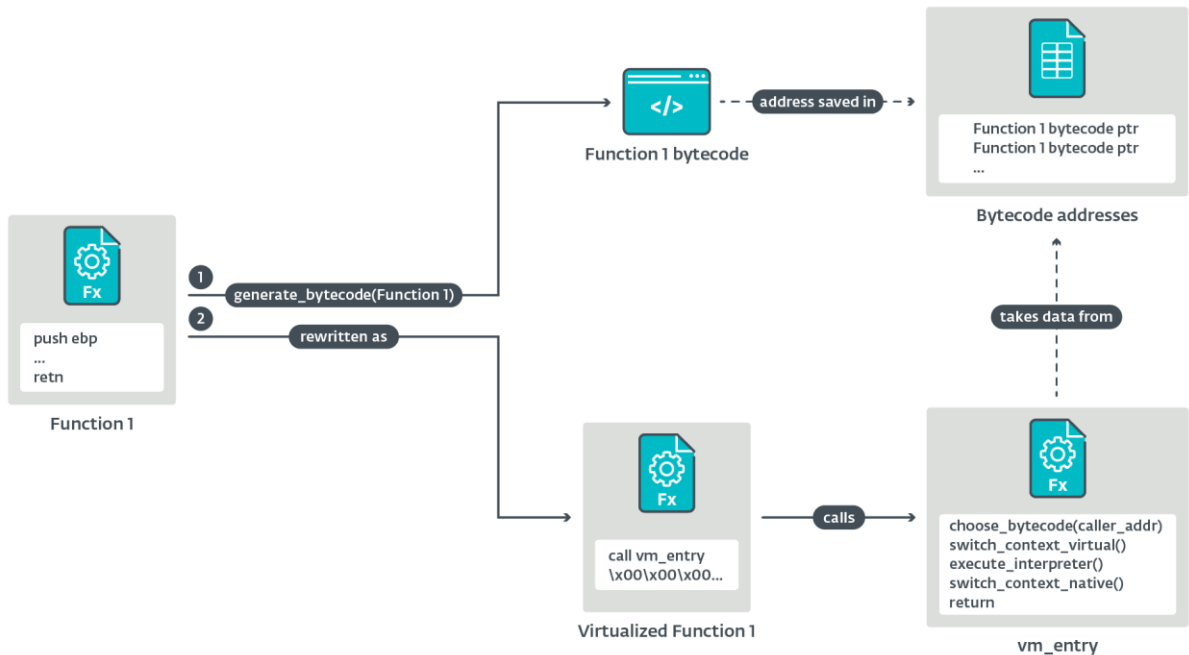 Fx
push ebp
...
retn
Function 1
1
generate_bytecode(Function 1)
2
rewritten as
</>
Function 1 bytecode
address saved in
Function 1 bytecode ptr
Function 1 bytecode ptr
...
Bytecode addresses
takes data from
Fx
call vm_entry
\x00\x00\x00...
Virtualized Function 1
calls
Fx
choose_bytecode(caller_addr)
switch_context_virtual()
execute_interpreter()
switch_context_native()
return
vm_entry